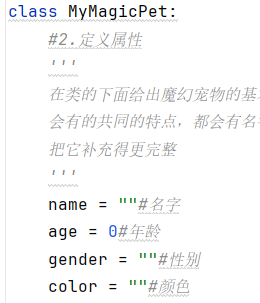 class MyMagicPet:
#2.定义属性
'''
在类的下面给出魔幻宠物的基
会有的共同的特点，都会有名
把它补充得更完整
'''
name = ""#名字
age = 0#年龄
gender = ""#性别
color = ""#颜色